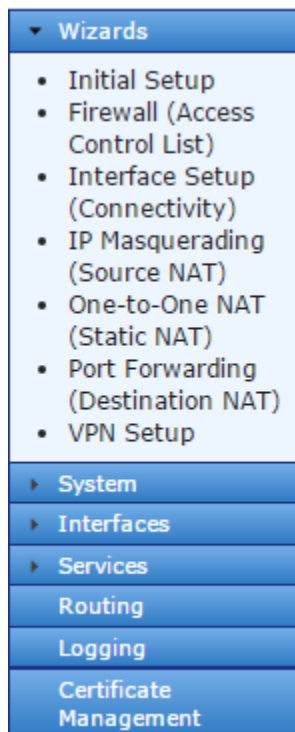 Wizards
Initial Setup
Firewall (Access
Control List)
Interface Setup
(Connectivity)
IP Masquerading
(Source NAT)
One-to-One NAT
(Static NAT)
Port Forwarding
(Destination NAT)
VPN Setup
System
Interfaces
Services
Routing
Logging
Certificate
Management